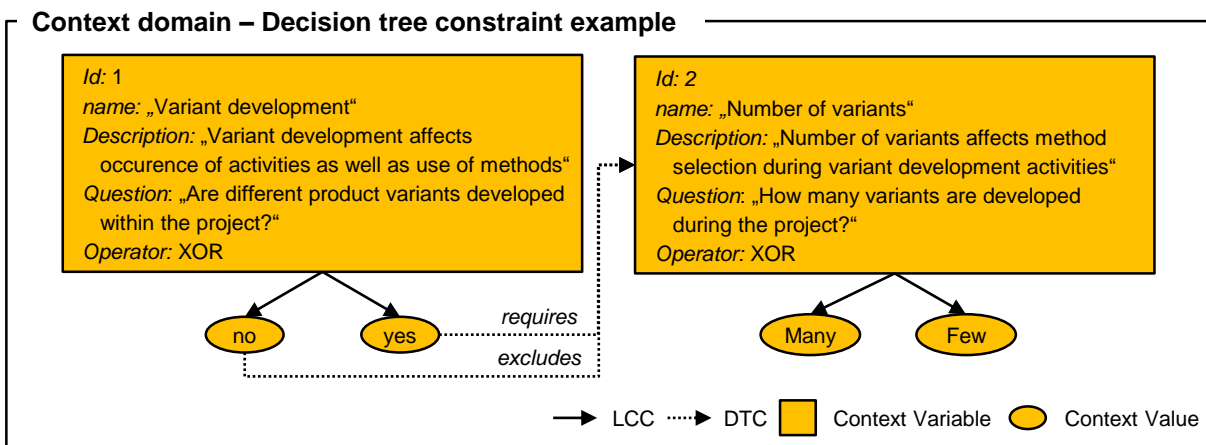 Context domain – Decision tree constraint example
Id: 1
name: „Variant development“
Description: „Variant development affects
occurence of activities as well as use of methods“
Question: „Are different product variants developed
within the project?“
Operator: XOR
Id: 2
name: „Number of variants“
Description: „Number of variants affects method
selection during variant development activities“
Question: „How many variants are developed
during the project?“
Operator: XOR
no
yes
requires
excludes
Many
Few
LCC
DTC
Context Variable
Context Value